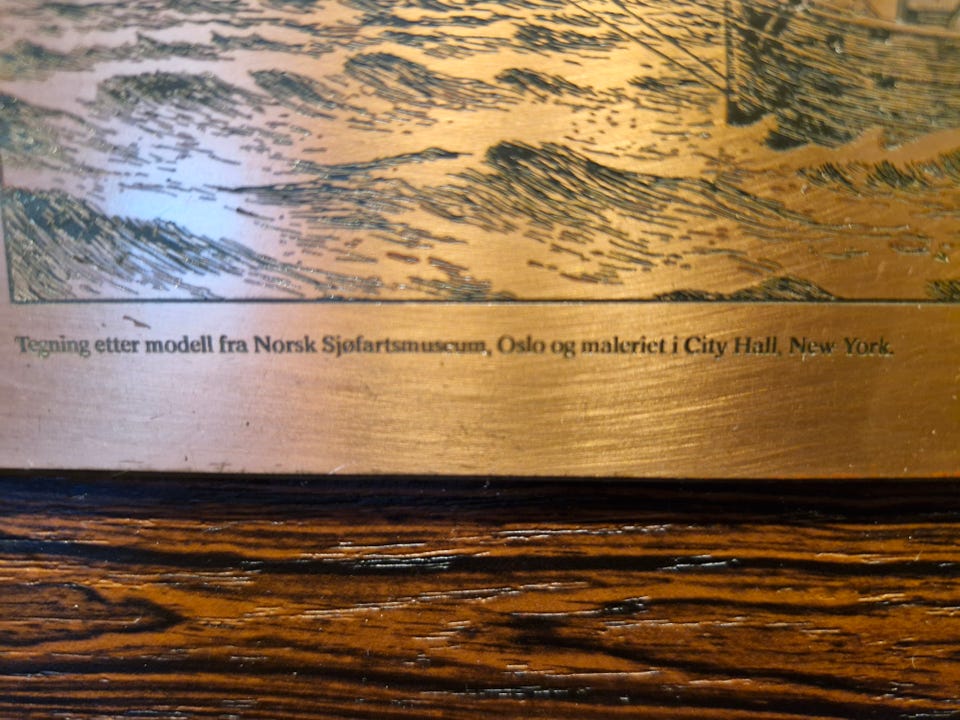 Tegning etter modell fra Norsk Sjøfartsmuseum, Oslo og maleriet i City Hall, New York.